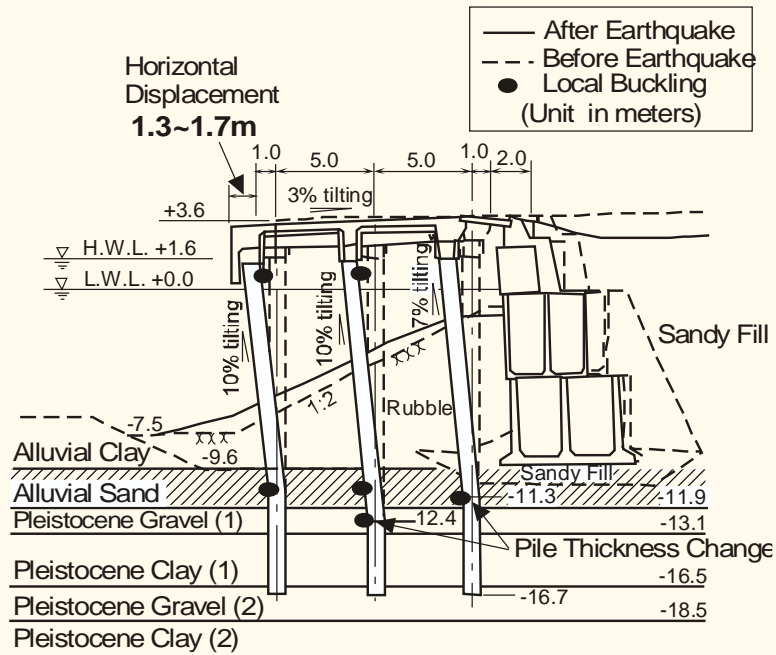 After Earthquake
Before Earthquake
Local Buckling
(Unit in meters)
Horizontal
Displacement
1.3~1.7m
1.0
5.0
5.0
1.0
2.0
3% tilting
+3.6
H.W.L. +1.6
L.W.L. +0.0
10% tilting
10% tilting
7% tilting
Sandy Fill
1:2
Rubble
-7.5
Alluvial Clay
-9.6
Sandy Fill
Alluvial Sand
-11.3
-11.9
Pleistocene Gravel (1)
-12.4
-13.1
Pile Thickness Change
Pleistocene Clay (1)
-16.5
-16.7
Pleistocene Gravel (2)
-18.5
Pleistocene Clay (2)